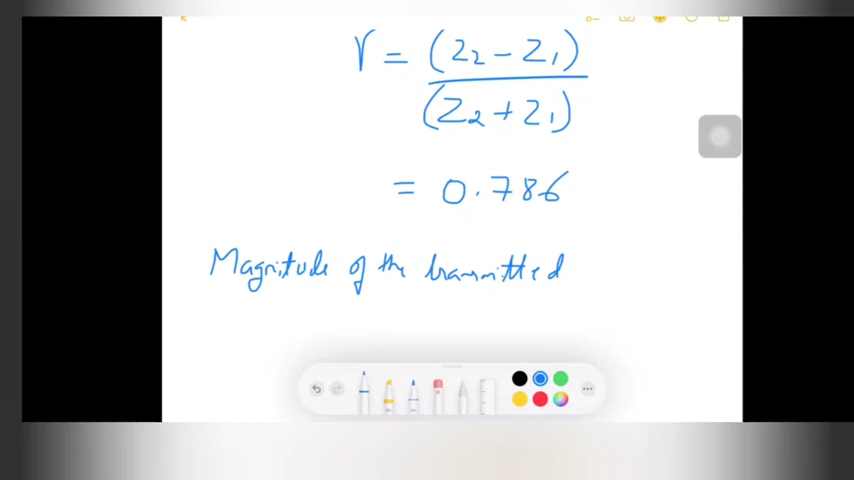 r = (Z2 - Z1)
(Z2 + Z1)
= 0.786
Magnitude of the transmitted